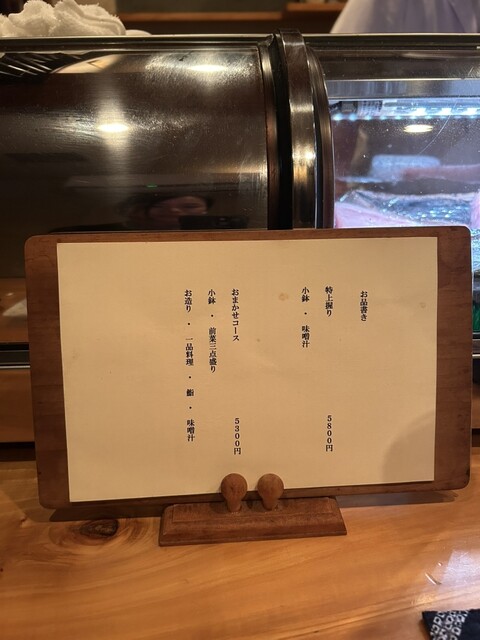 お品書き
特上握り　5800円
小鉢・味噌汁
おまかせコース　5300円
小鉢・前菜三点盛り
お造り・一品料理・鮨・味噌汁